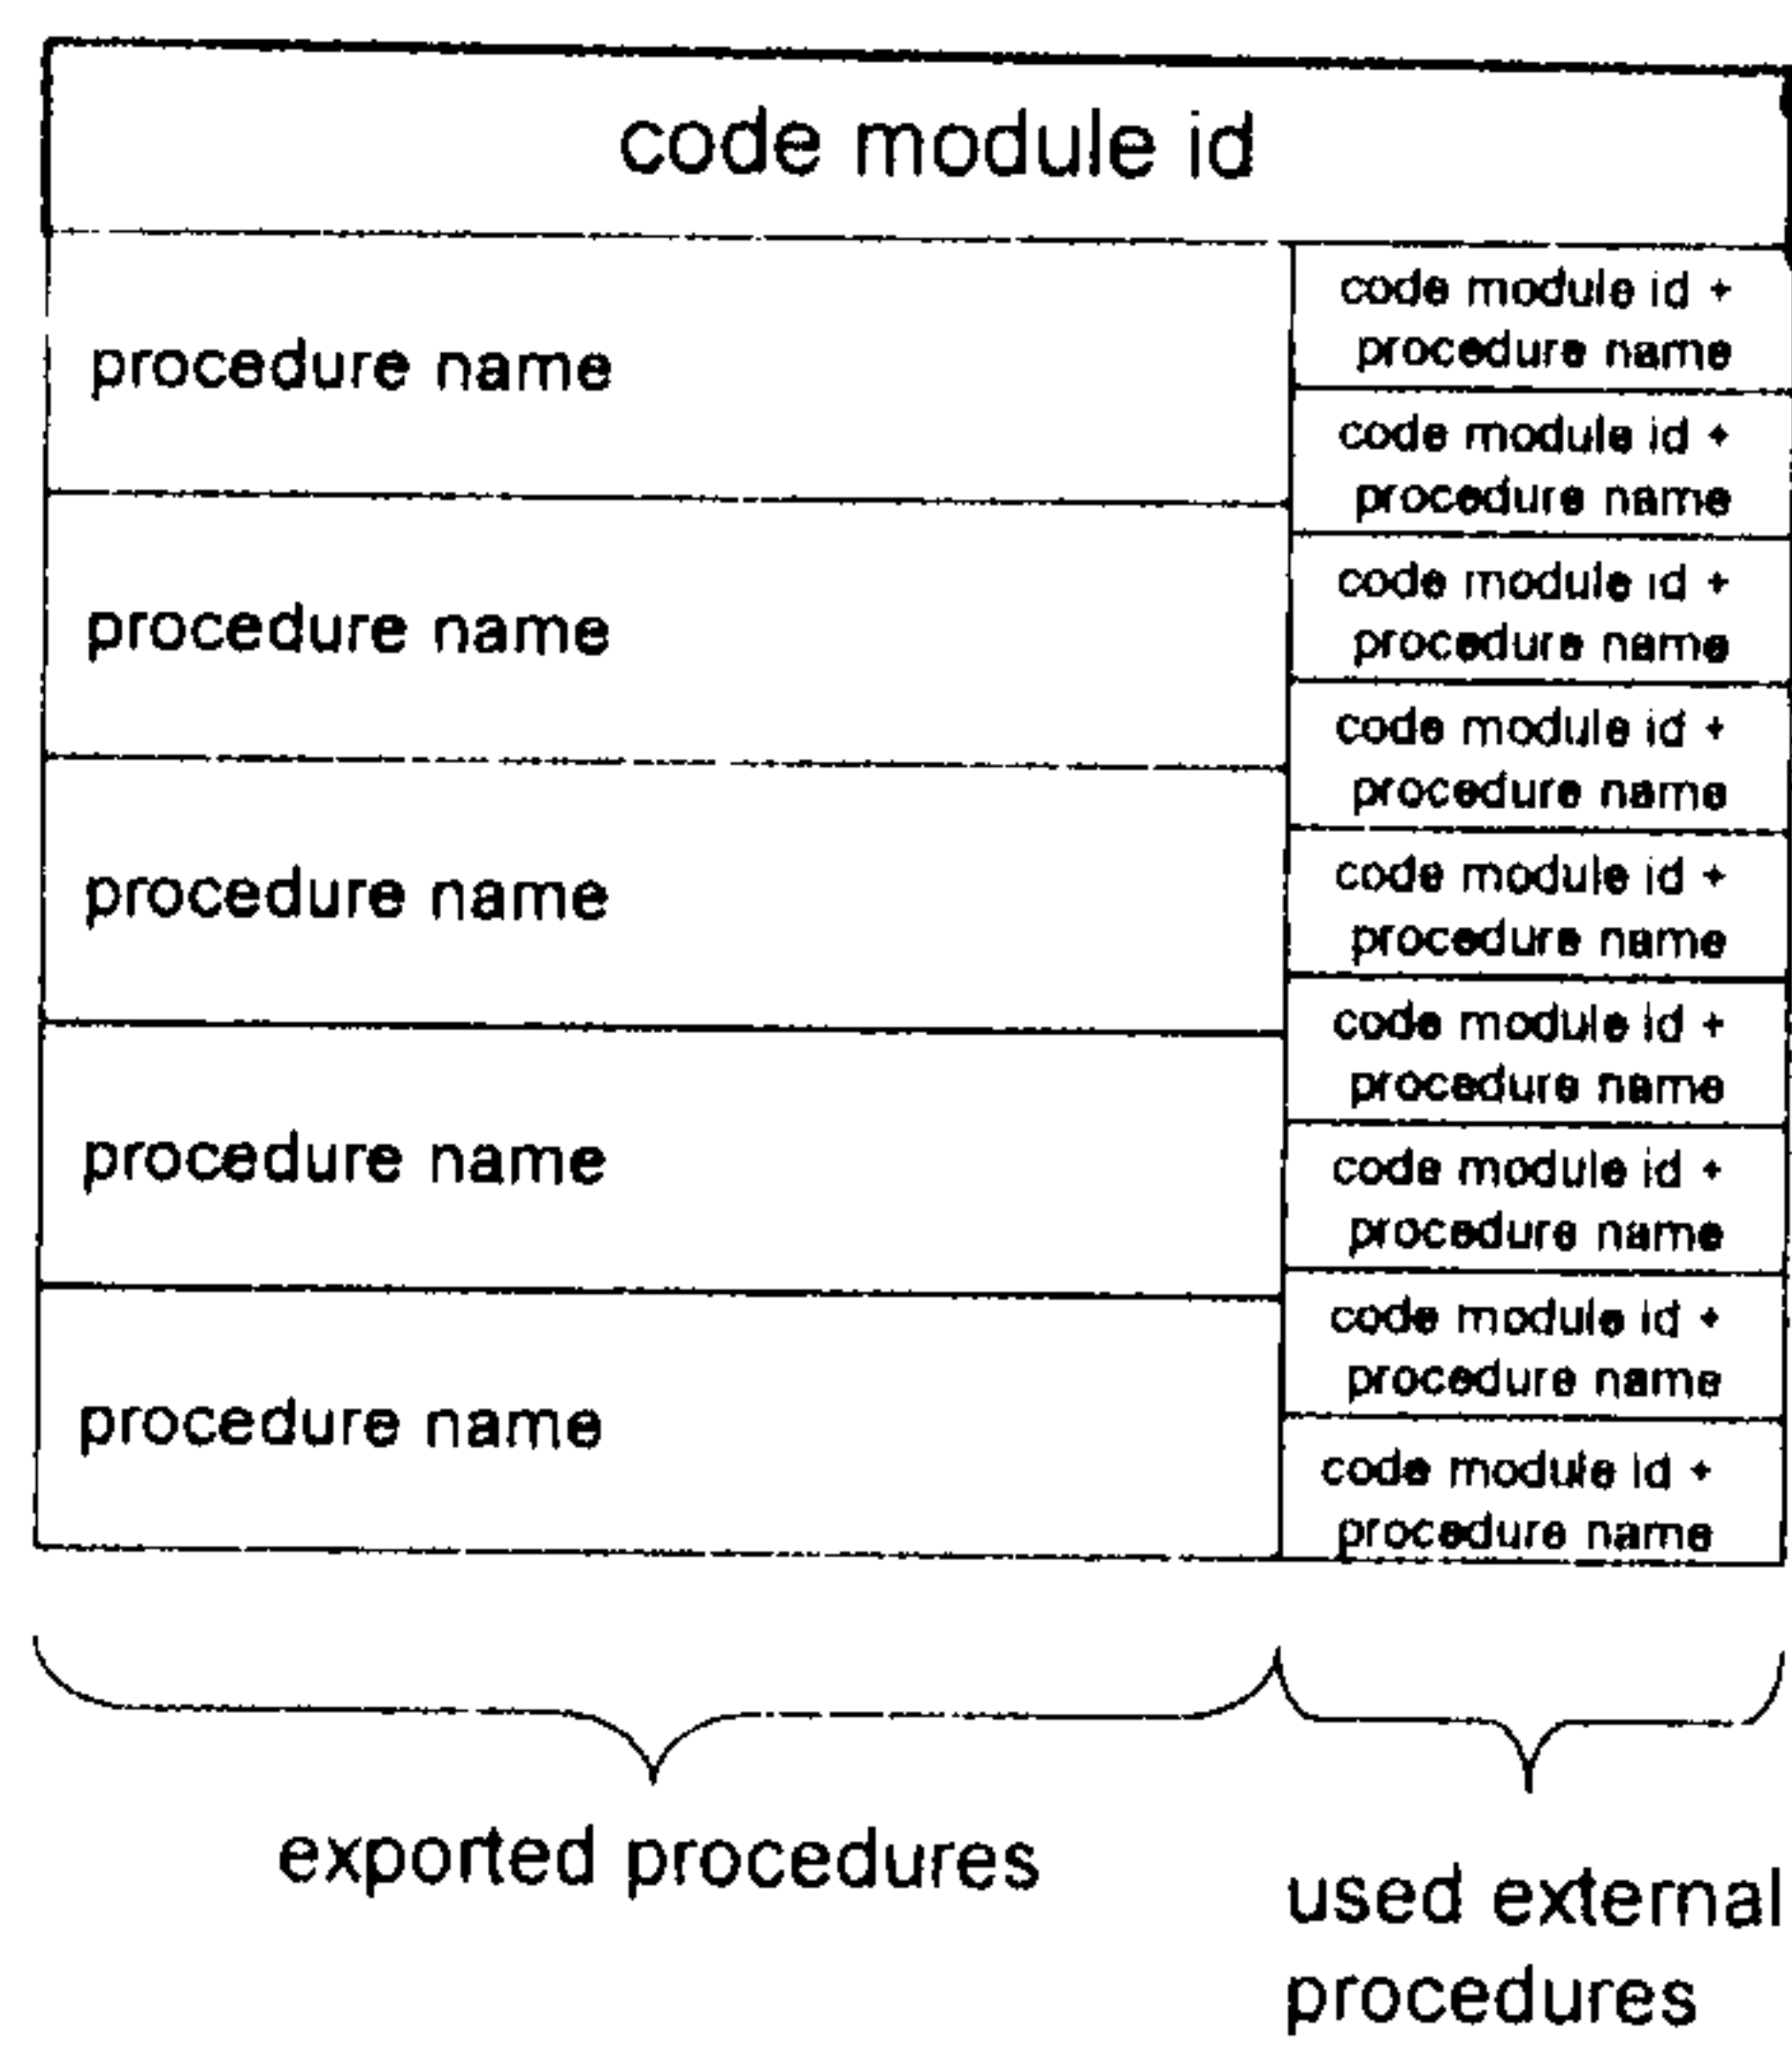 code module id
procedure name
procedure name
procedure name
procedure name
procedure name
code module id +
procedure name
code module id +
procedure name
code module id +
procedure name
code module id +
procedure name
code module id +
procedure name
code module id +
procedure name
code module id +
procedure name
code module id +
procedure name
code module id +
procedure name
exported procedures
used external
procedures